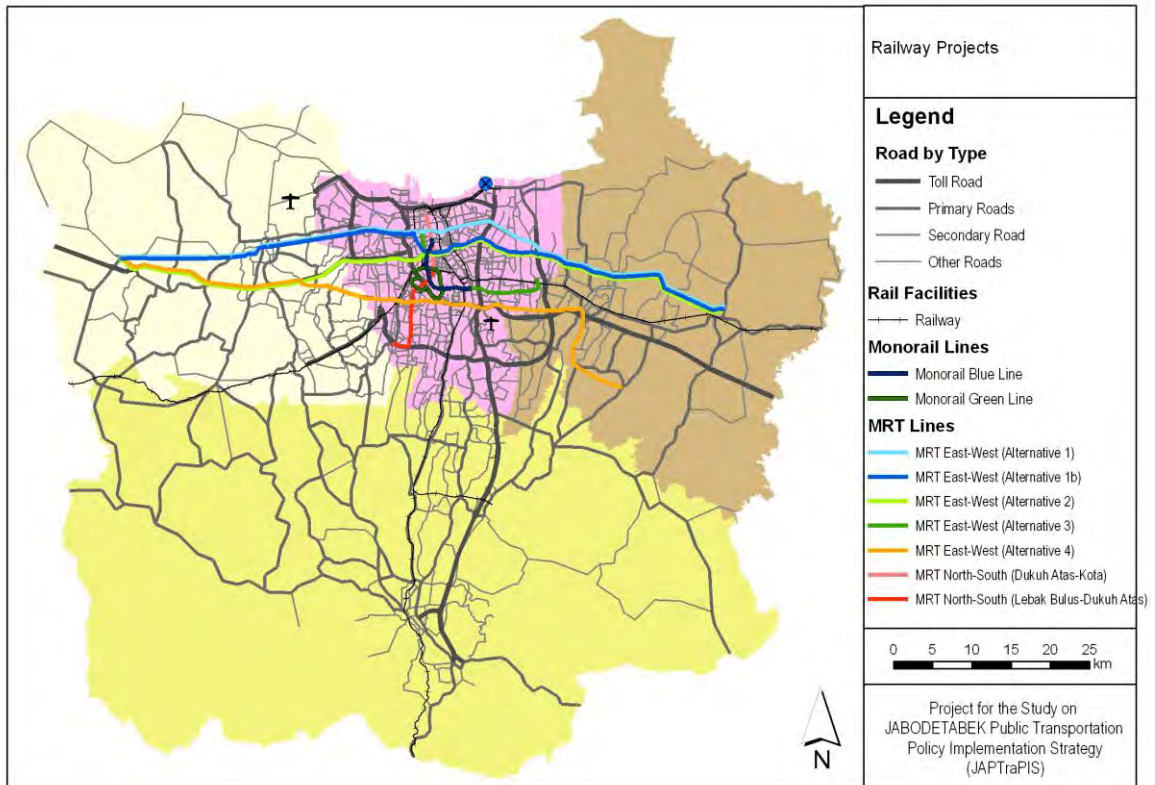 Railway Projects
Legend
Road by Type
Toll Road
Primary Roads
Secondary Road
Other Roads
Rail Facilities
Railway
Monorail Lines
Monorail Blue Line
Monorail Green Line
MRT Lines
MRT East-West (Alternative 1)
MRT East-West (Alternative 1b)
MRT East-West (Alternative 2)
MRT East-West (Alternative 3)
MRT East-West (Alternative 4)
MRT North-South (Dukuh Atas-Kota)
MRT North-South (Lebak Bulus-Dukuh Atas)
0 5 10 15 20 25
km
N
Project for the Study on
JABODETABEK Public Transportation
Policy Implementation Strategy
(JAPTraPIS)